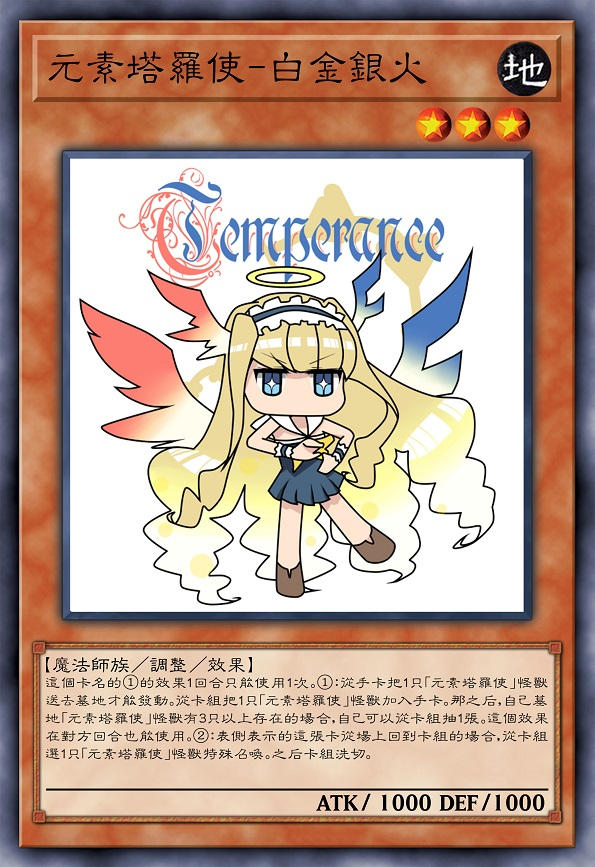 元素塔羅使-白金銀火
地
Temperance
【魔法師族／調整／效果】
這個卡名的①的效果1回合只能使用1次。①：從手卡把1只「元素塔羅使」怪獸
送去墓地才能發動。從卡組把1只「元素塔羅使」怪獸加入手卡。那之后,自己墓
地「元素塔羅使」怪獸有3只以上存在的場合,自己可以從卡組抽1張。這個效果
在對方回合也能使用。②：表側表示的這張卡從場上回到卡組的場合,從卡組
選1只「元素塔羅使」怪獸特殊召喚。之后卡組洗切。
ATK/ 1000 DEF/1000